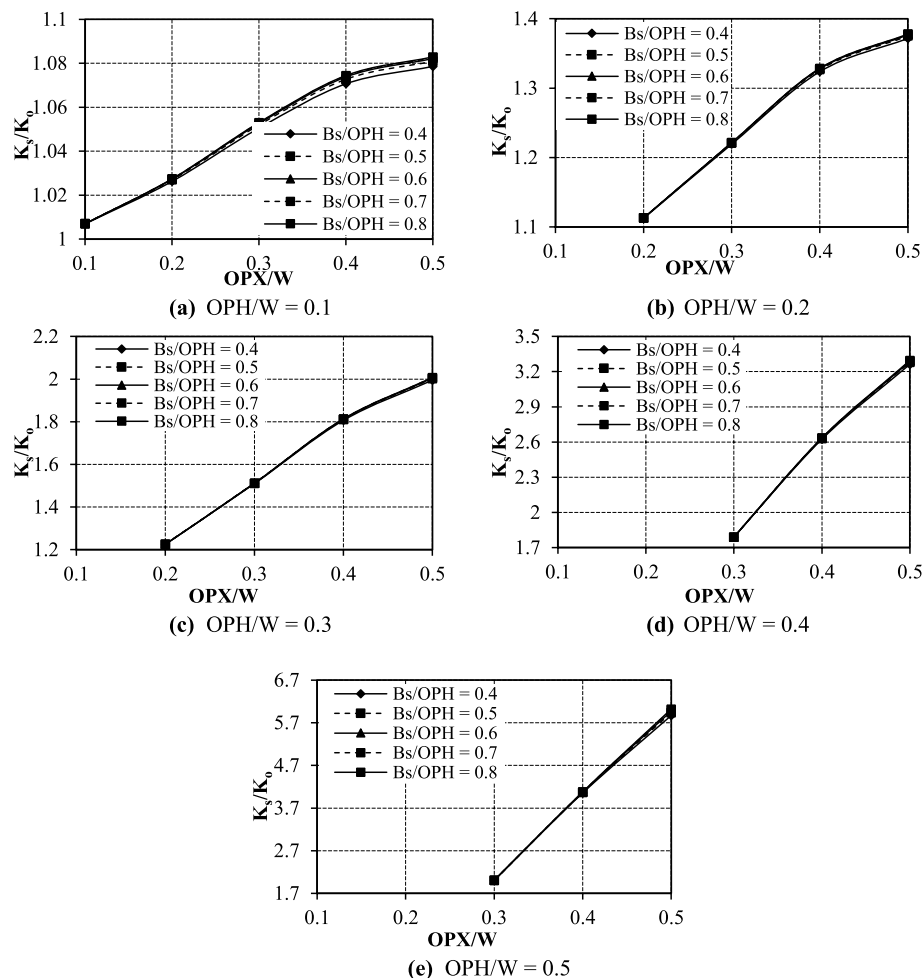 1.1
1.08
1.06
1.04
1.02
1
Ks/Ko
Bs/OPH = 0.4
Bs/OPH = 0.5
Bs/OPH = 0.6
Bs/OPH = 0.7
Bs/OPH = 0.8
0.1 0.2 0.3 0.4 0.5
OPX/W
(a) OPH/W = 0.1
1.4
1.3
1.2
1.1
Ks/Ko
Bs/OPH = 0.4
Bs/OPH = 0.5
Bs/OPH = 0.6
Bs/OPH = 0.7
Bs/OPH = 0.8
0.1 0.2 0.3 0.4 0.5
OPX/W
(b) OPH/W = 0.2
2.2
2
1.8
1.6
1.4
1.2
Ks/Ko
Bs/OPH = 0.4
Bs/OPH = 0.5
Bs/OPH = 0.6
Bs/OPH = 0.7
Bs/OPH = 0.8
0.1 0.2 0.3 0.4 0.5
OPX/W
(c) OPH/W = 0.3
3.5
3.2
2.9
2.6
2.3
2
1.7
Ks/Ko
Bs/OPH = 0.4
Bs/OPH = 0.5
Bs/OPH = 0.6
Bs/OPH = 0.7
Bs/OPH = 0.8
0.1 0.2 0.3 0.4 0.5
OPX/W
(d) OPH/W = 0.4
6.7
5.7
4.7
3.7
2.7
1.7
Ks/Ko
Bs/OPH = 0.4
Bs/OPH = 0.5
Bs/OPH = 0.6
Bs/OPH = 0.7
Bs/OPH = 0.8
0.1 0.2 0.3 0.4 0.5
OPX/W
(e) OPH/W = 0.5